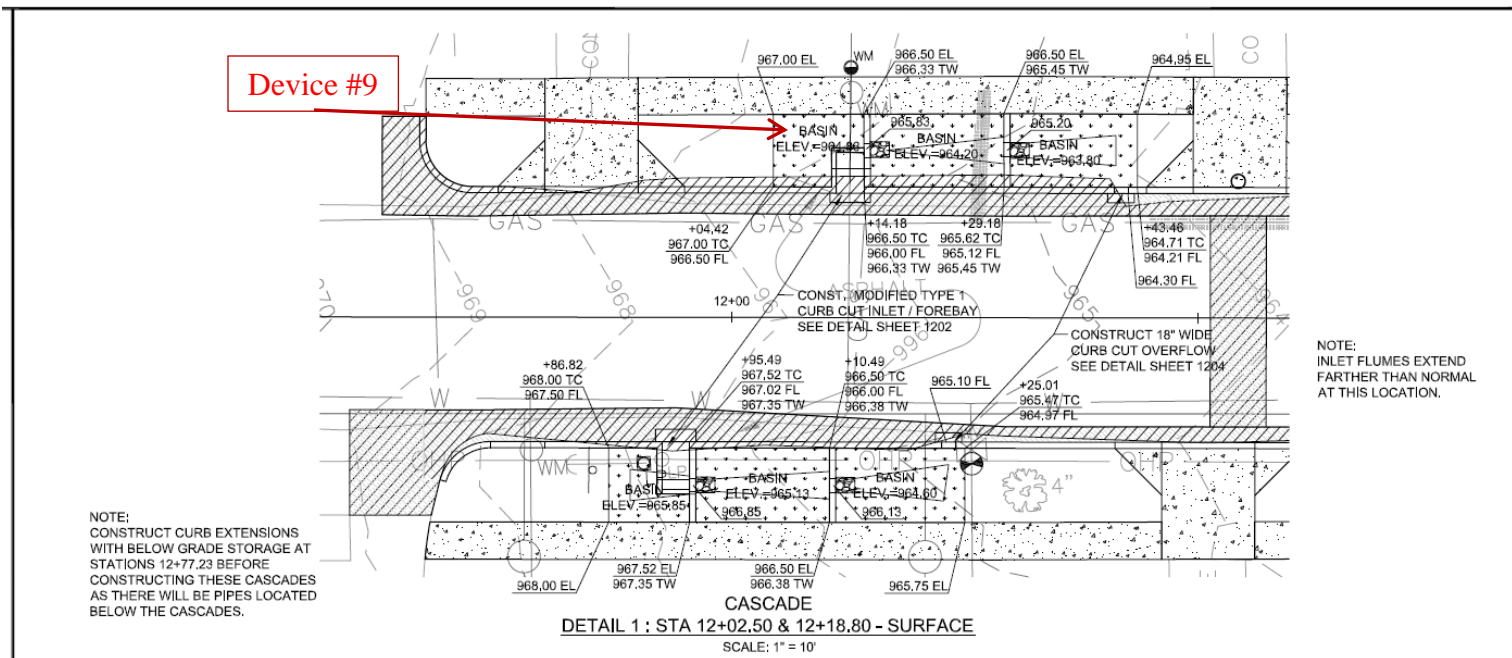 Device #9
967.00 EL
WM
966.50 EL
966.33 TW
966.50 EL
965.45 TW
964.95 EL
CO
WM
BASIN
965.83
BASIN
ELEV.=964.20
965.20
BASIN
ELEV.=963.80
GAS
GAS
GAS
+04.42
967.00 TC
966.50 FL
+14.18
966.50 TC
966.00 FL
966.33 TW
+29.18
965.62 TC
965.12 FL
965.45 TW
+43.46
964.71 TC
964.21 FL
964.30 FL
970
969
968
967
965
964
12+00
ASPHALT
996
CONST. MODIFIED TYPE 1
CURB CUT INLET / FOREBAY
SEE DETAIL SHEET 1202
CONSTRUCT 18" WIDE
CURB CUT OVERFLOW
SEE DETAIL SHEET 1204
NOTE:
INLET FLUMES EXTEND
FARTHER THAN NORMAL
AT THIS LOCATION.
+86.82
968.00 TC
967.50 FL
+95.49
967.52 TC
967.02 FL
967.35 TW
+10.49
966.50 TC
966.00 FL
966.38 TW
965.10 FL
+25.01
965.47 TC
964.97 FL
W
W
WM
OHP
OHP
BASIN
ELEV.=965.85
BASIN
ELEV.=965.13
966.85
BASIN
ELEV.=964.60
966.13
4"
NOTE:
CONSTRUCT CURB EXTENSIONS
WITH BELOW GRADE STORAGE AT
STATIONS 12+77.23 BEFORE
CONSTRUCTING THESE CASCADES
AS THERE WILL BE PIPES LOCATED
BELOW THE CASCADES.
968.00 EL
967.52 EL
967.35 TW
966.50 EL
966.38 TW
965.75 EL
CASCADE
DETAIL 1 : STA 12+02.50 & 12+18.80 - SURFACE
SCALE: 1" = 10'